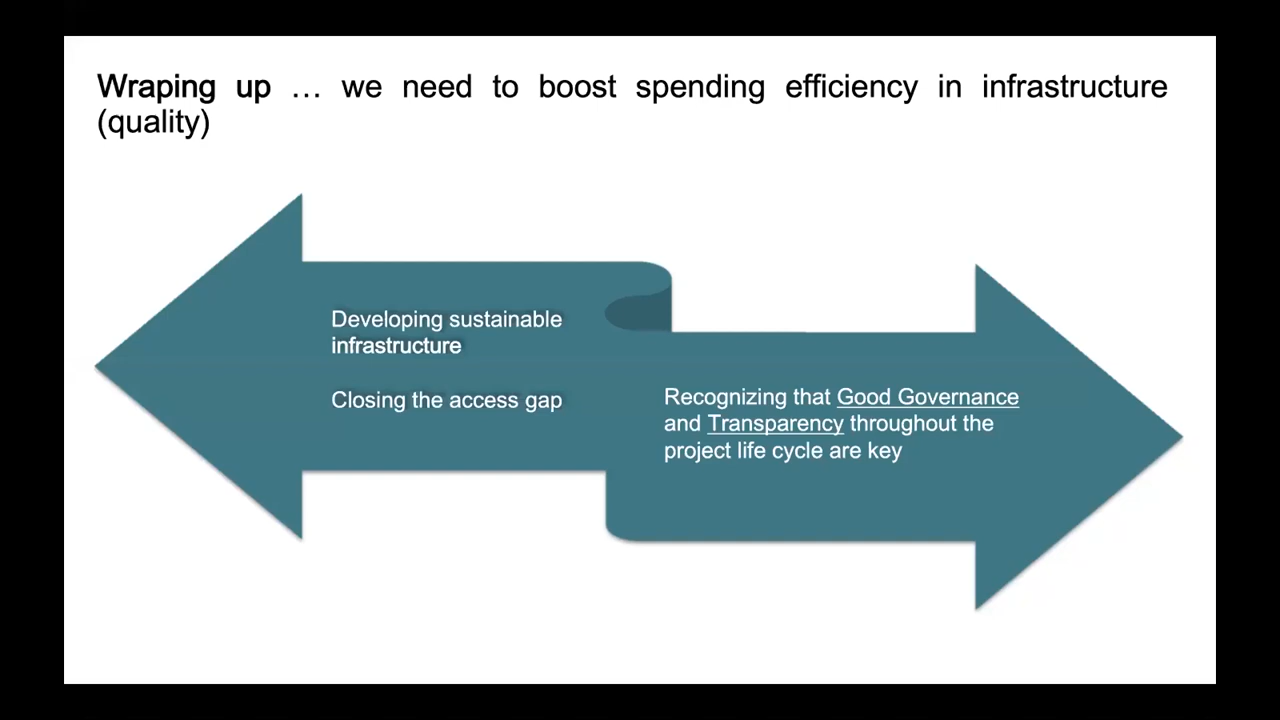 Wraping up … we need to boost spending efficiency in infrastructure
(quality)
Developing sustainable
infrastructure
Closing the access gap
Recognizing that Good Governance
and Transparency throughout the
project life cycle are key